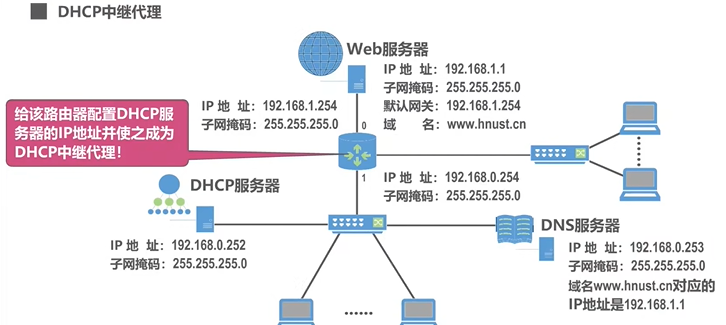 DHCP中继代理
Web服务器
IP 地 址：192.168.1.1
子网掩码：255.255.255.0
默认网关：192.168.1.254
域 名：www.hnust.cn
IP 地 址：192.168.1.254
子网掩码：255.255.255.0
给该路由器配置DHCP服
务器的IP地址并使之成为
DHCP中继代理！
0
1
IP 地 址：192.168.0.254
子网掩码：255.255.255.0
DHCP服务器
IP 地 址：192.168.0.252
子网掩码：255.255.255.0
DNS服务器
IP 地 址：192.168.0.253
子网掩码：255.255.255.0
域名www.hnust.cn对应的
IP地址是192.168.1.1
······